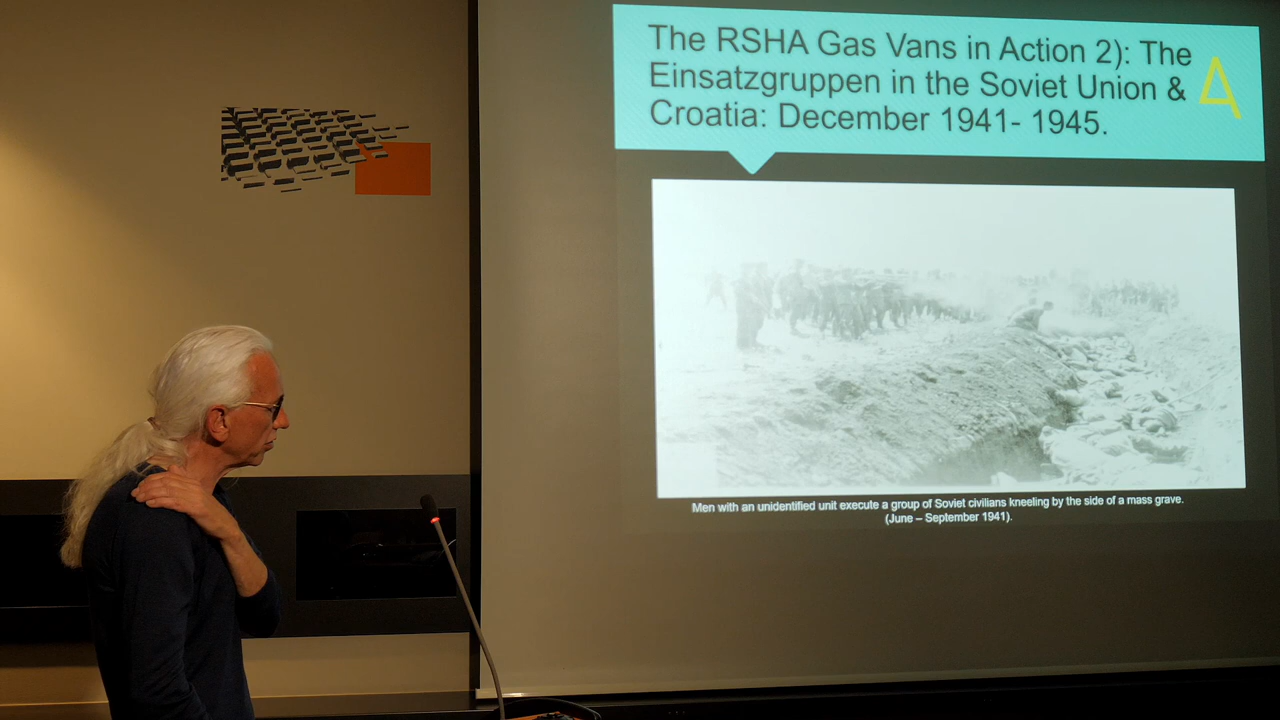 The RSHA Gas Vans in Action 2): The
Einsatzgruppen in the Soviet Union &
Croatia: December 1941- 1945.
Men with an unidentified unit execute a group of Soviet civilians kneeling by the side of a mass grave.
(June – September 1941).